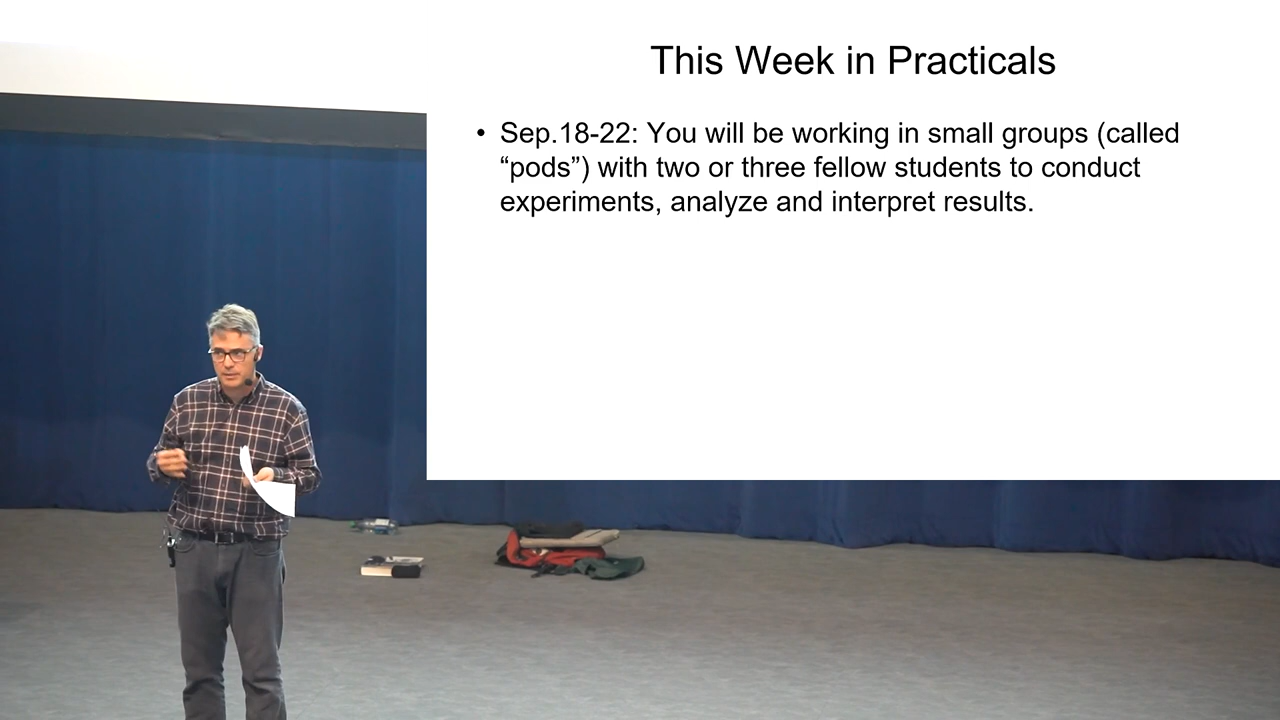 This Week in Practicals
• Sep.18-22: You will be working in small groups (called
“pods”) with two or three fellow students to conduct
experiments, analyze and interpret results.